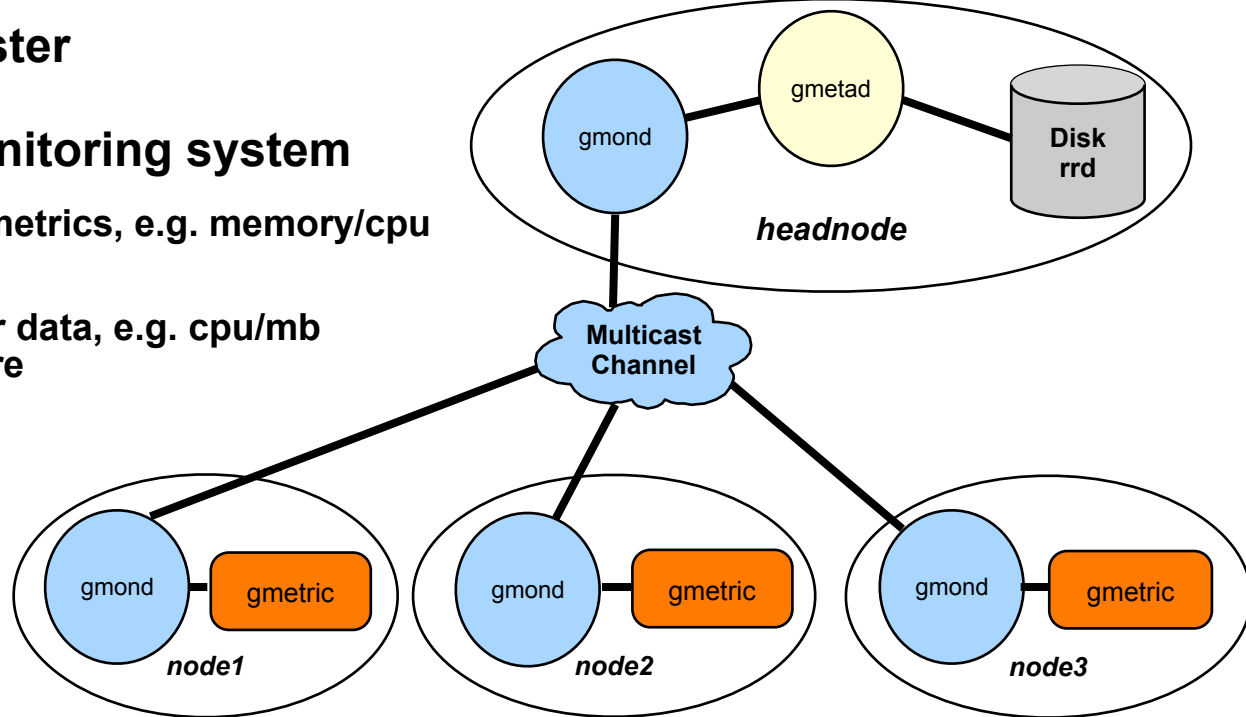 ster
nitoring system
metrics, e.g. memory/cpu
r data, e.g. cpu/mb
re
gmond
gmetad
Disk
rrd
headnode
Multicast
Channel
gmond
gmetric
node1
gmond
gmetric
node2
gmond
gmetric
node3